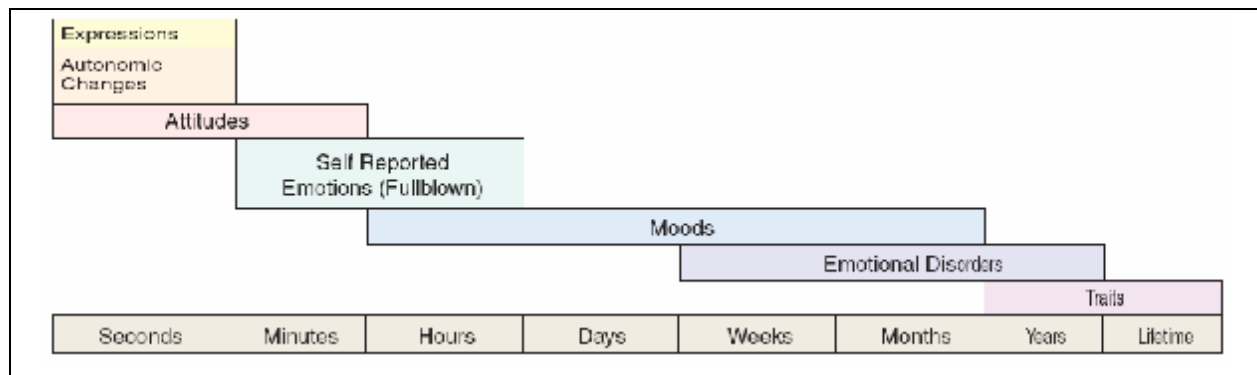 Expressions
Autonomic
Changes
Attitudes
Self Reported
Emotions (Fullblown)
Moods
Emotional Disorders
Traits
Seconds Minutes Hours Days Weeks Months Years Lifetime